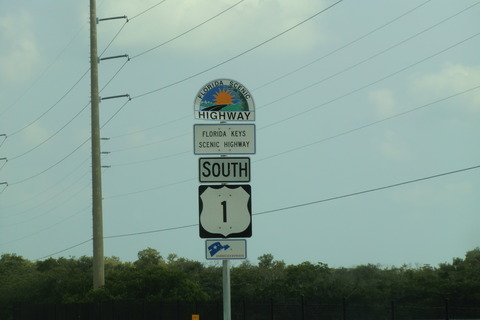 FLORIDA SCENIC
HIGHWAY
FLORIDA KEYS
SCENIC HIGHWAY
SOUTH
1